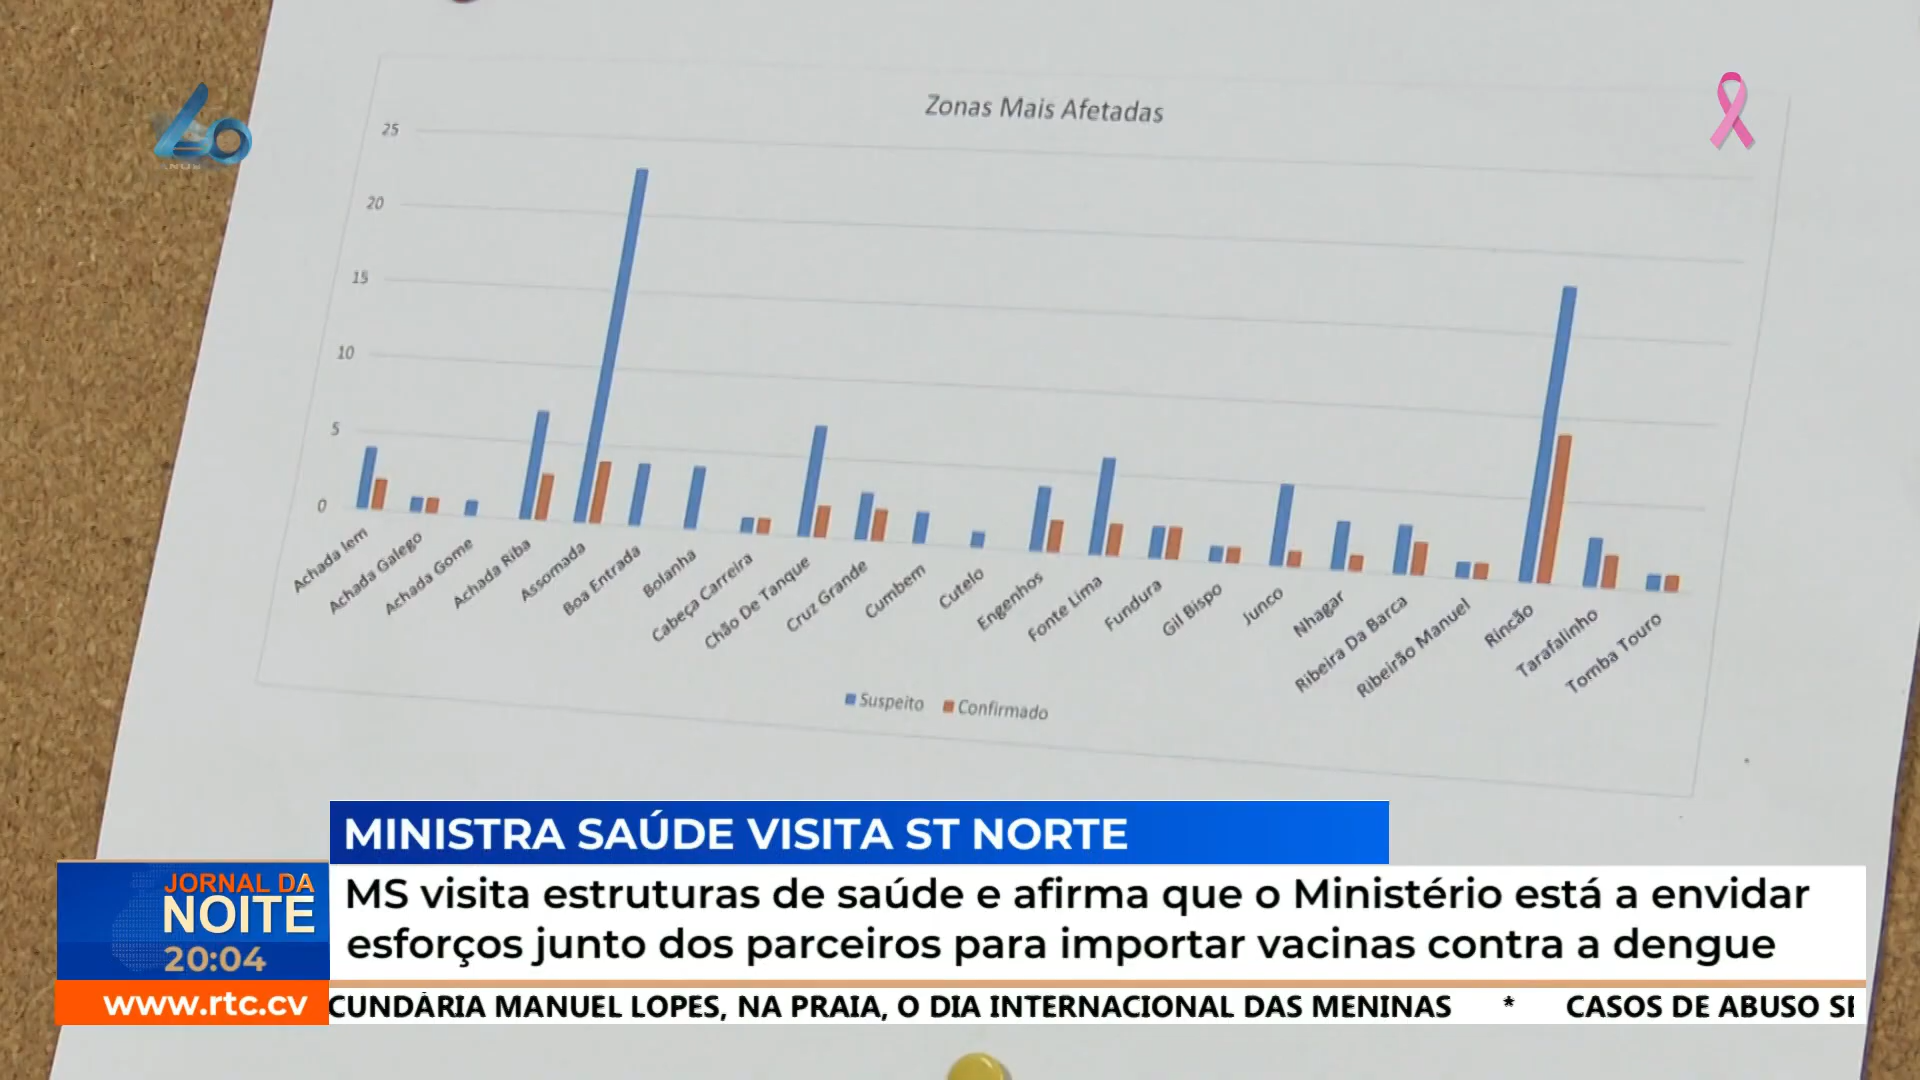 Zonas Mais Afetadas
25
20
15
10
5
0
Achada lem
Achada Galego
Achada Gome
Achada Riba
Assomada
Boa Entrada
Bolanha
Cabeça Carreira
Chão De Tanque
Cruz Grande
Cumbem
Cutelo
Engenhos
Fonte Lima
Fundura
Gil Bispo
Junco
Nhagar
Ribeira Da Barca
Ribeirão Manuel
Rincão
Tarafalinho
Tomba Touro
Suspeito Confirmado
60
ANOS
MINISTRA SAÚDE VISITA ST NORTE
MS visita estruturas de saúde e afirma que o Ministério está a envidar
esforços junto dos parceiros para importar vacinas contra a dengue
JORNAL DA
NOITE
20:04
www.rtc.cv
CUNDÁRIA MANUEL LOPES, NA PRAIA, O DIA INTERNACIONAL DAS MENINAS * CASOS DE ABUSO